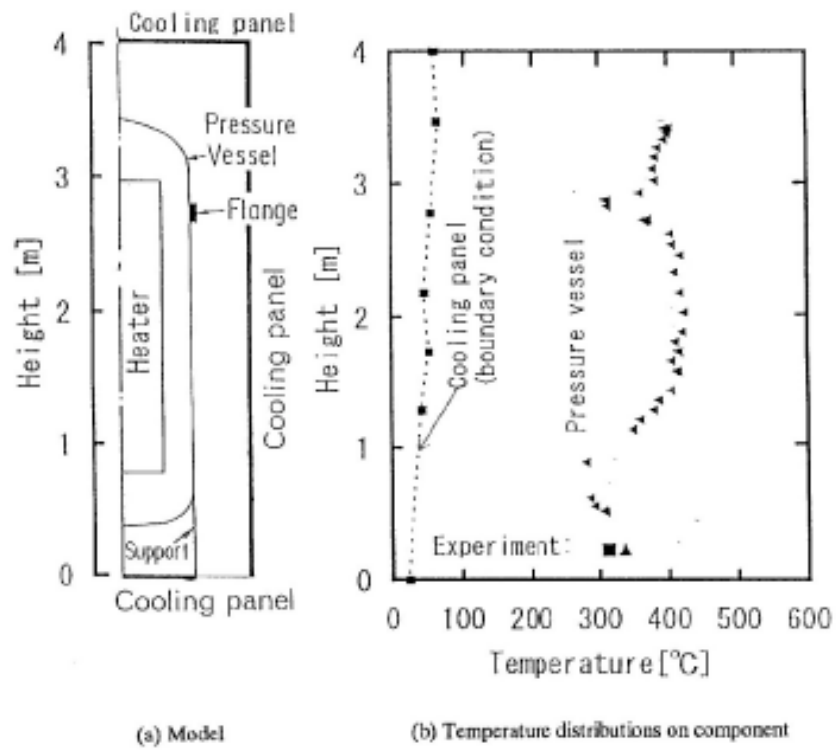 Cooling panel
4
3
2
1
0
Height [m]
Pressure
Vessel
Flange
Heater
Cooling panel
Support
Cooling panel
(a) Model
4
3
2
1
0
Height [m]
Cooling panel
(boundary condition)
Pressure vessel
Experiment:
0 100 200 300 400 500 600
Temperature[°C]
(b) Temperature distributions on component